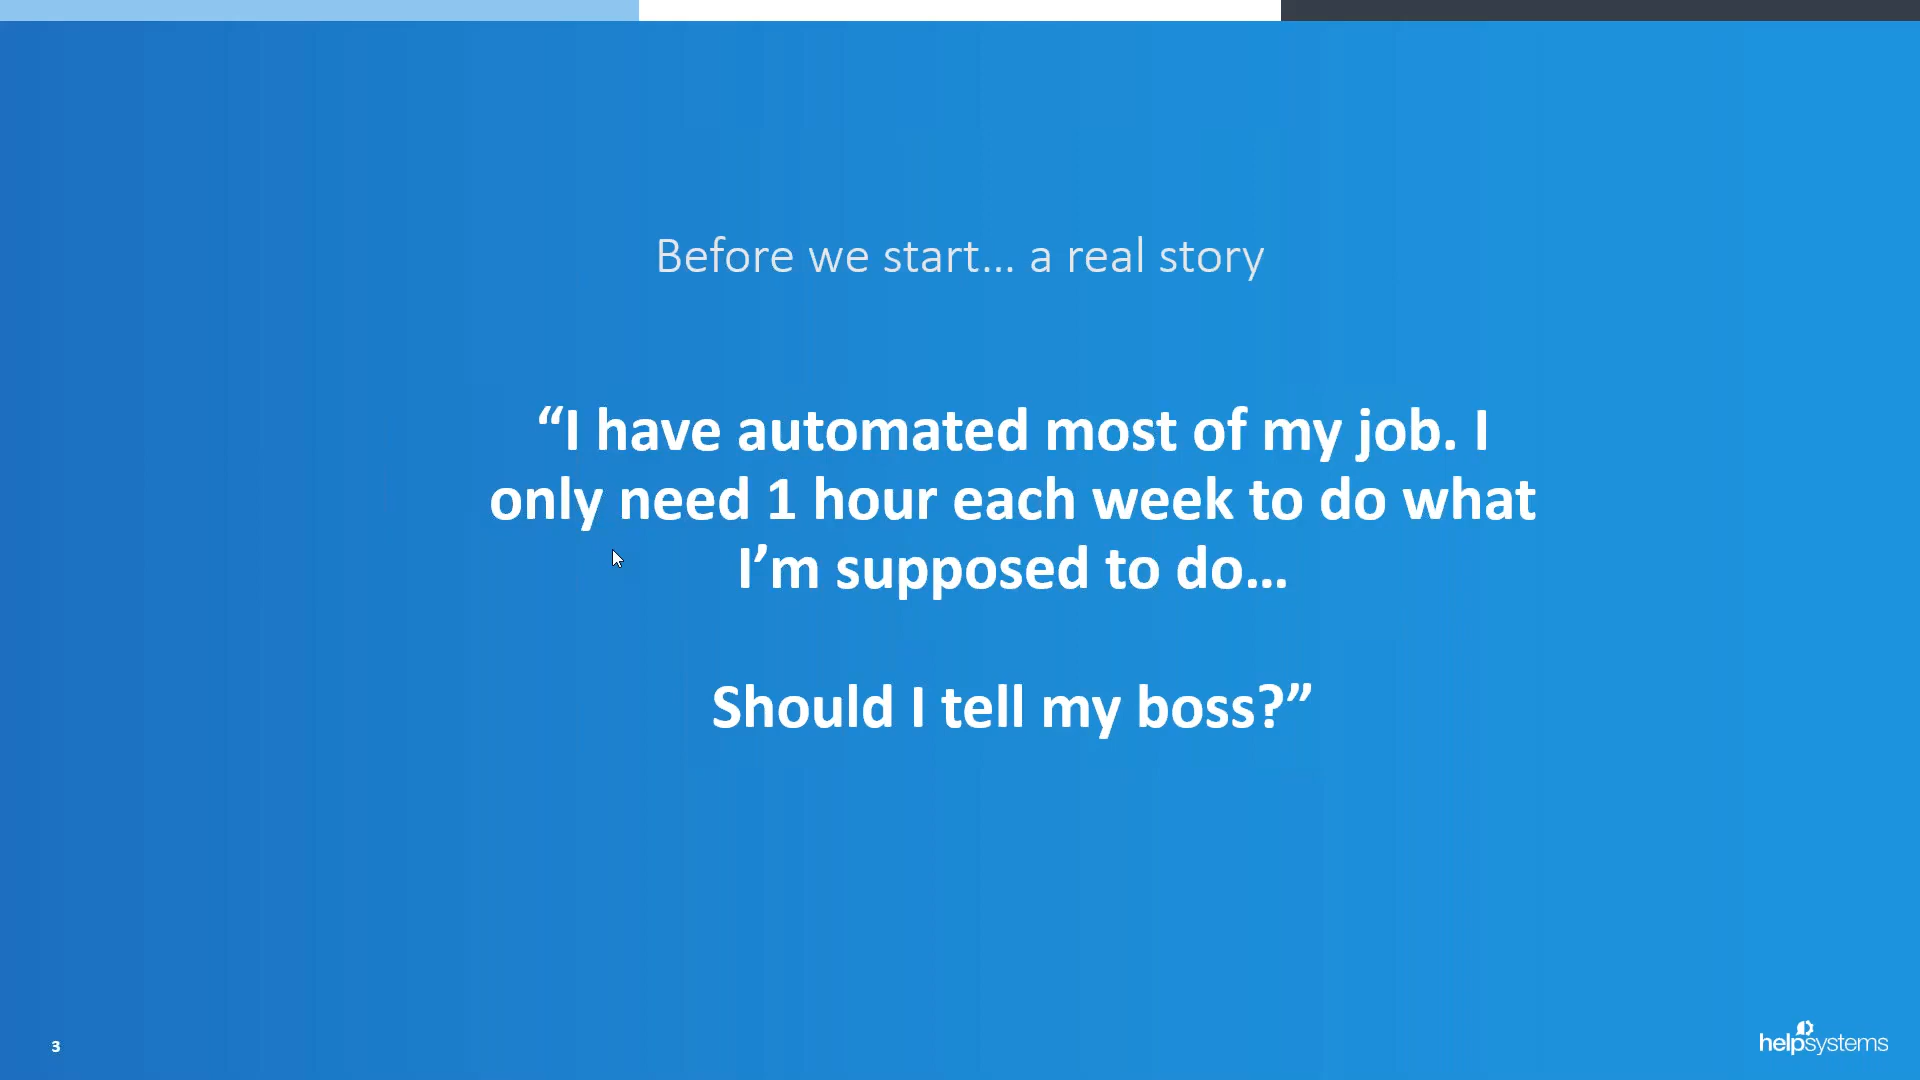 Before we start... a real story
“I have automated most of my job. I
only need 1 hour each week to do what
I’m supposed to do...
Should I tell my boss?”
3
helpsystems